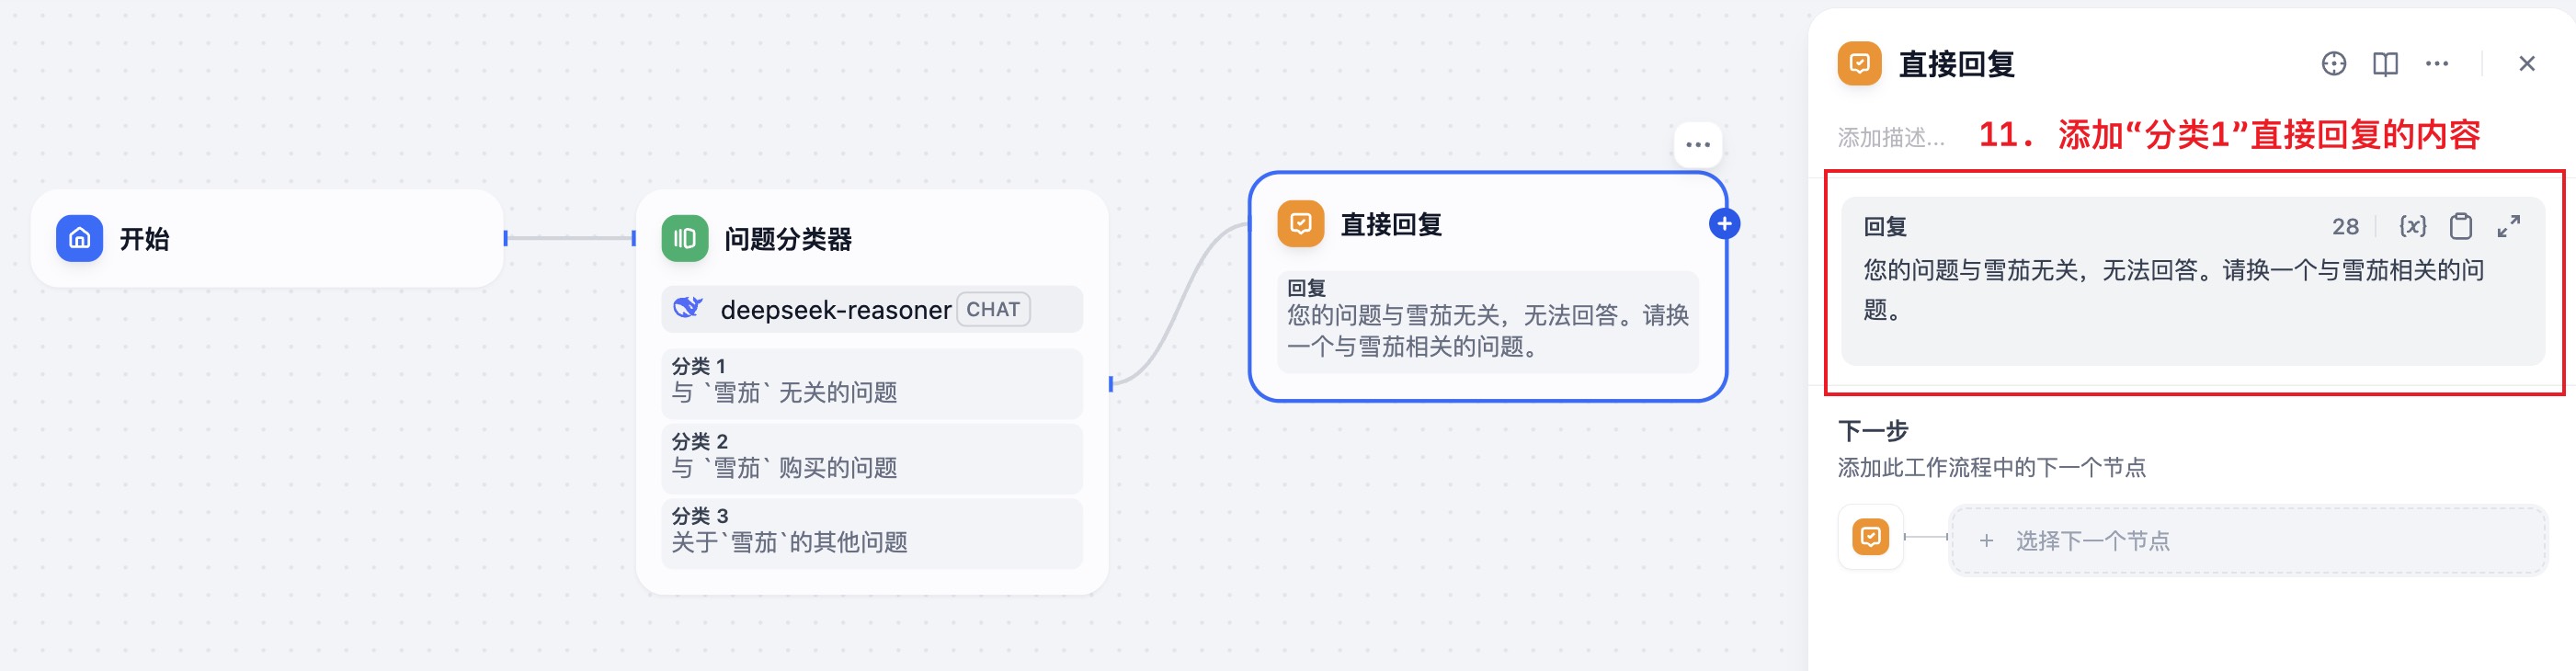 开始
问题分类器
deepseek-reasoner CHAT
分类 1
与 `雪茄` 无关的问题
分类 2
与 `雪茄` 购买的问题
分类 3
关于`雪茄`的其他问题
直接回复
回复
您的问题与雪茄无关，无法回答。请换
一个与雪茄相关的问题。
直接回复
添加描述...
11. 添加“分类1”直接回复的内容
回复
28
{x}
您的问题与雪茄无关，无法回答。请换一个与雪茄相关的问
题。
下一步
添加此工作流程中的下一个节点
+ 选择下一个节点